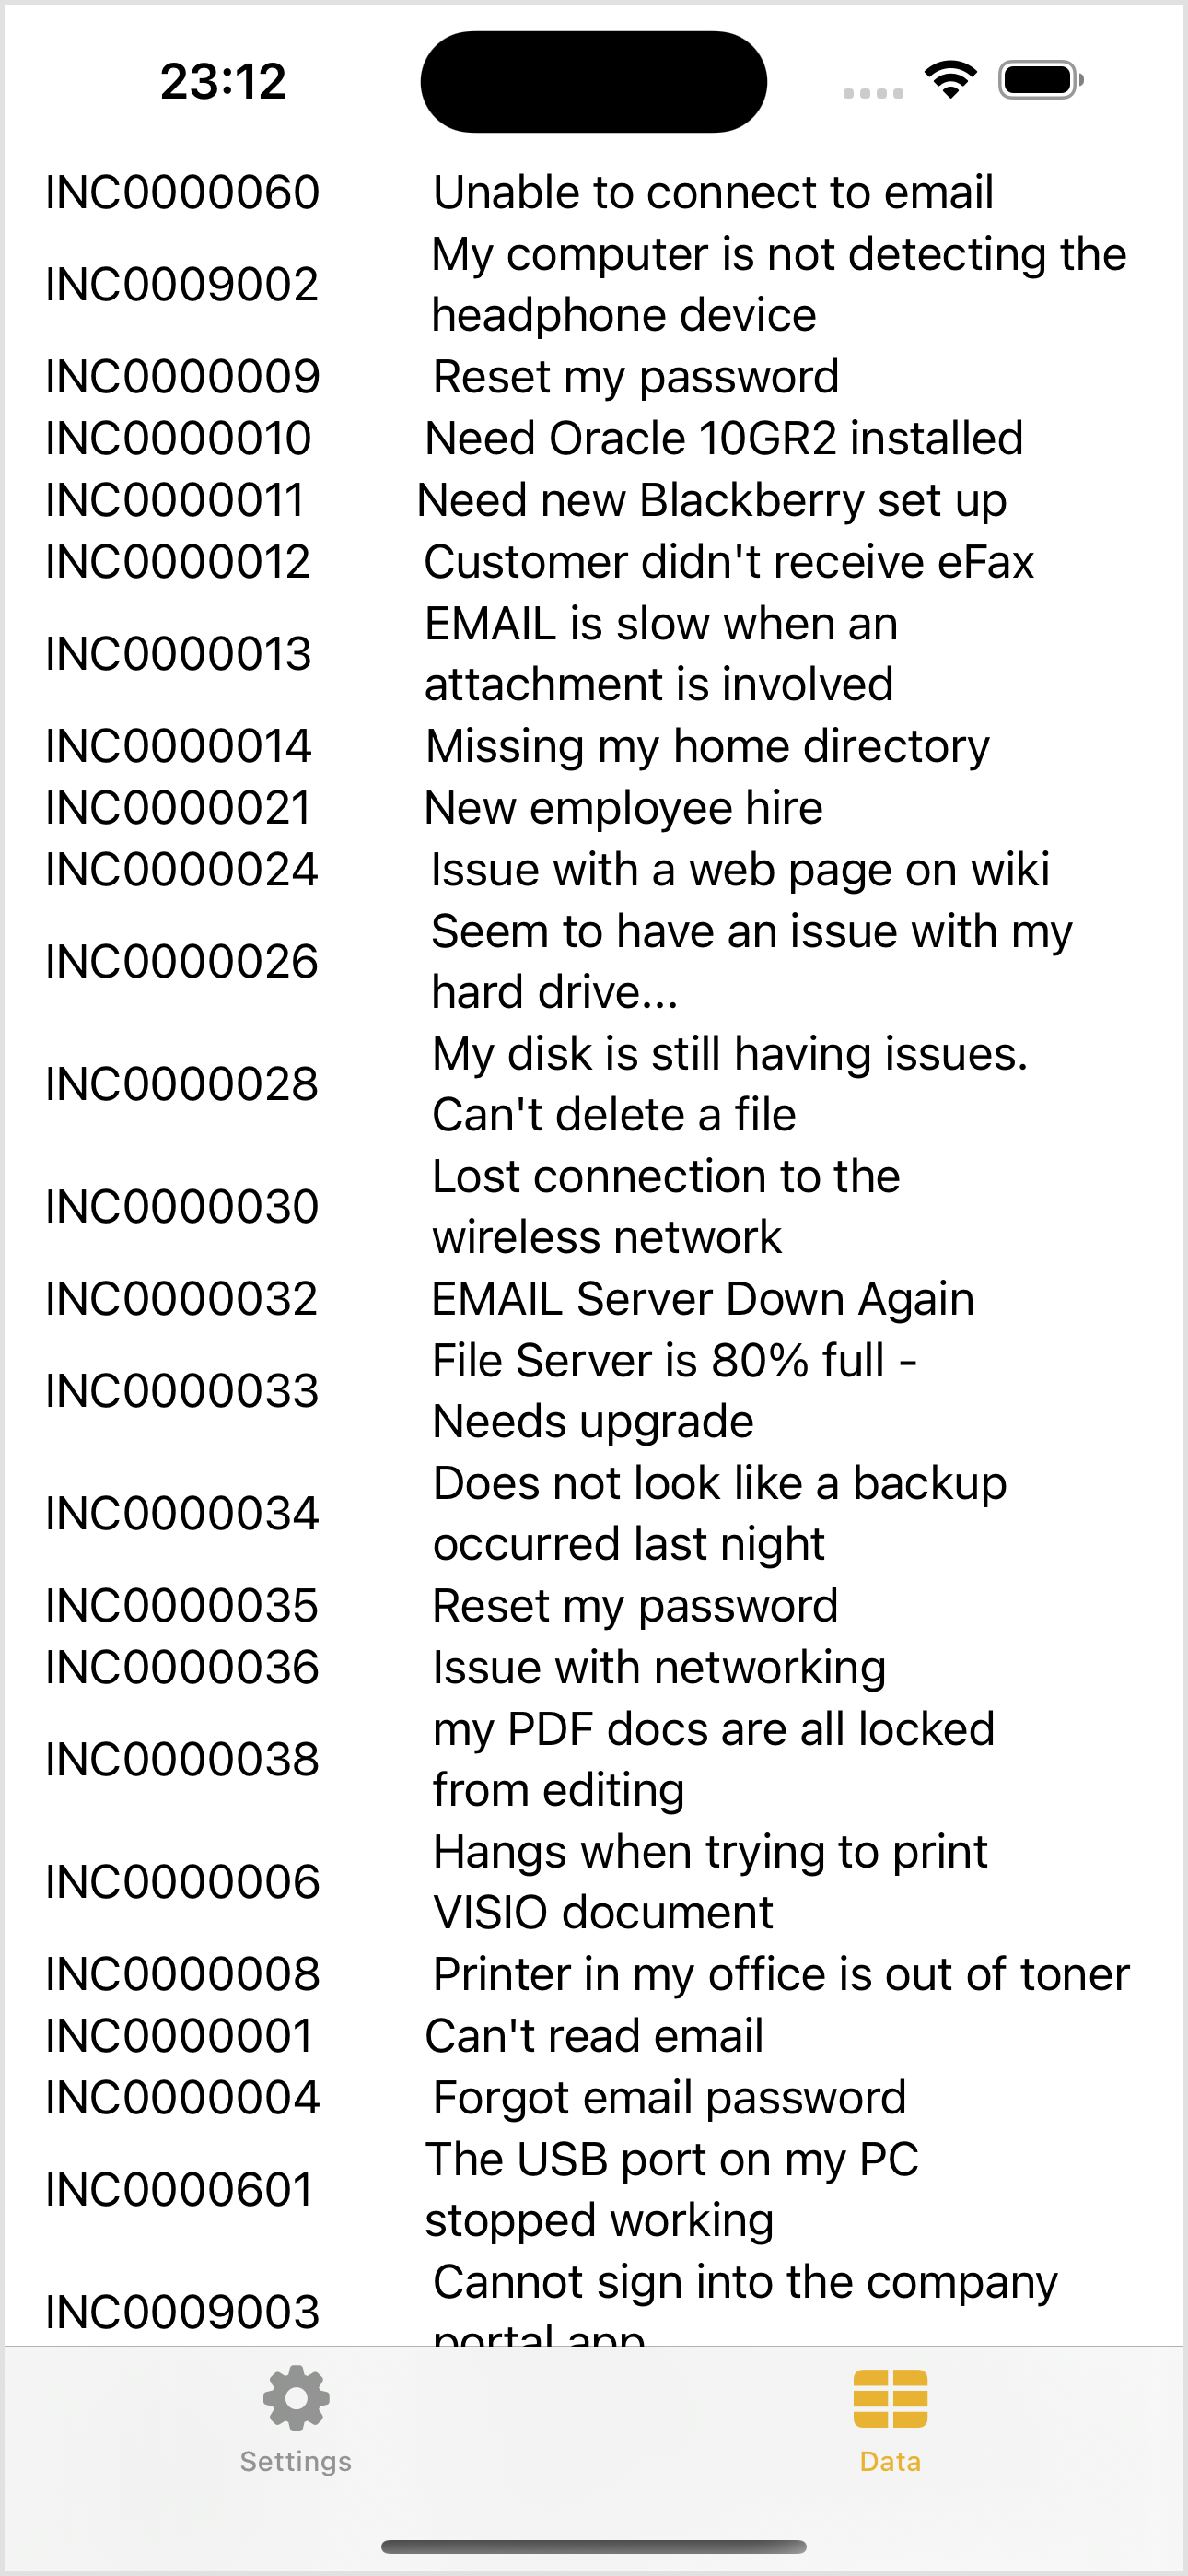 23:12
INC0000060 Unable to connect to email
INC0009002 My computer is not detecting the
headphone device
INC0000009 Reset my password
INC0000010 Need Oracle 10GR2 installed
INC0000011 Need new Blackberry set up
INC0000012 Customer didn't receive eFax
INC0000013 EMAIL is slow when an
attachment is involved
INC0000014 Missing my home directory
INC0000021 New employee hire
INC0000024 Issue with a web page on wiki
INC0000026 Seem to have an issue with my
hard drive...
INC0000028 My disk is still having issues.
Can't delete a file
INC0000030 Lost connection to the
wireless network
INC0000032 EMAIL Server Down Again
INC0000033 File Server is 80% full -
Needs upgrade
INC0000034 Does not look like a backup
occurred last night
INC0000035 Reset my password
INC0000036 Issue with networking
INC0000038 my PDF docs are all locked
from editing
INC0000006 Hangs when trying to print
VISIO document
INC0000008 Printer in my office is out of toner
INC0000001 Can't read email
INC0000004 Forgot email password
INC0000601 The USB port on my PC
stopped working
INC0009003 Cannot sign into the company
portal app
Settings
Data